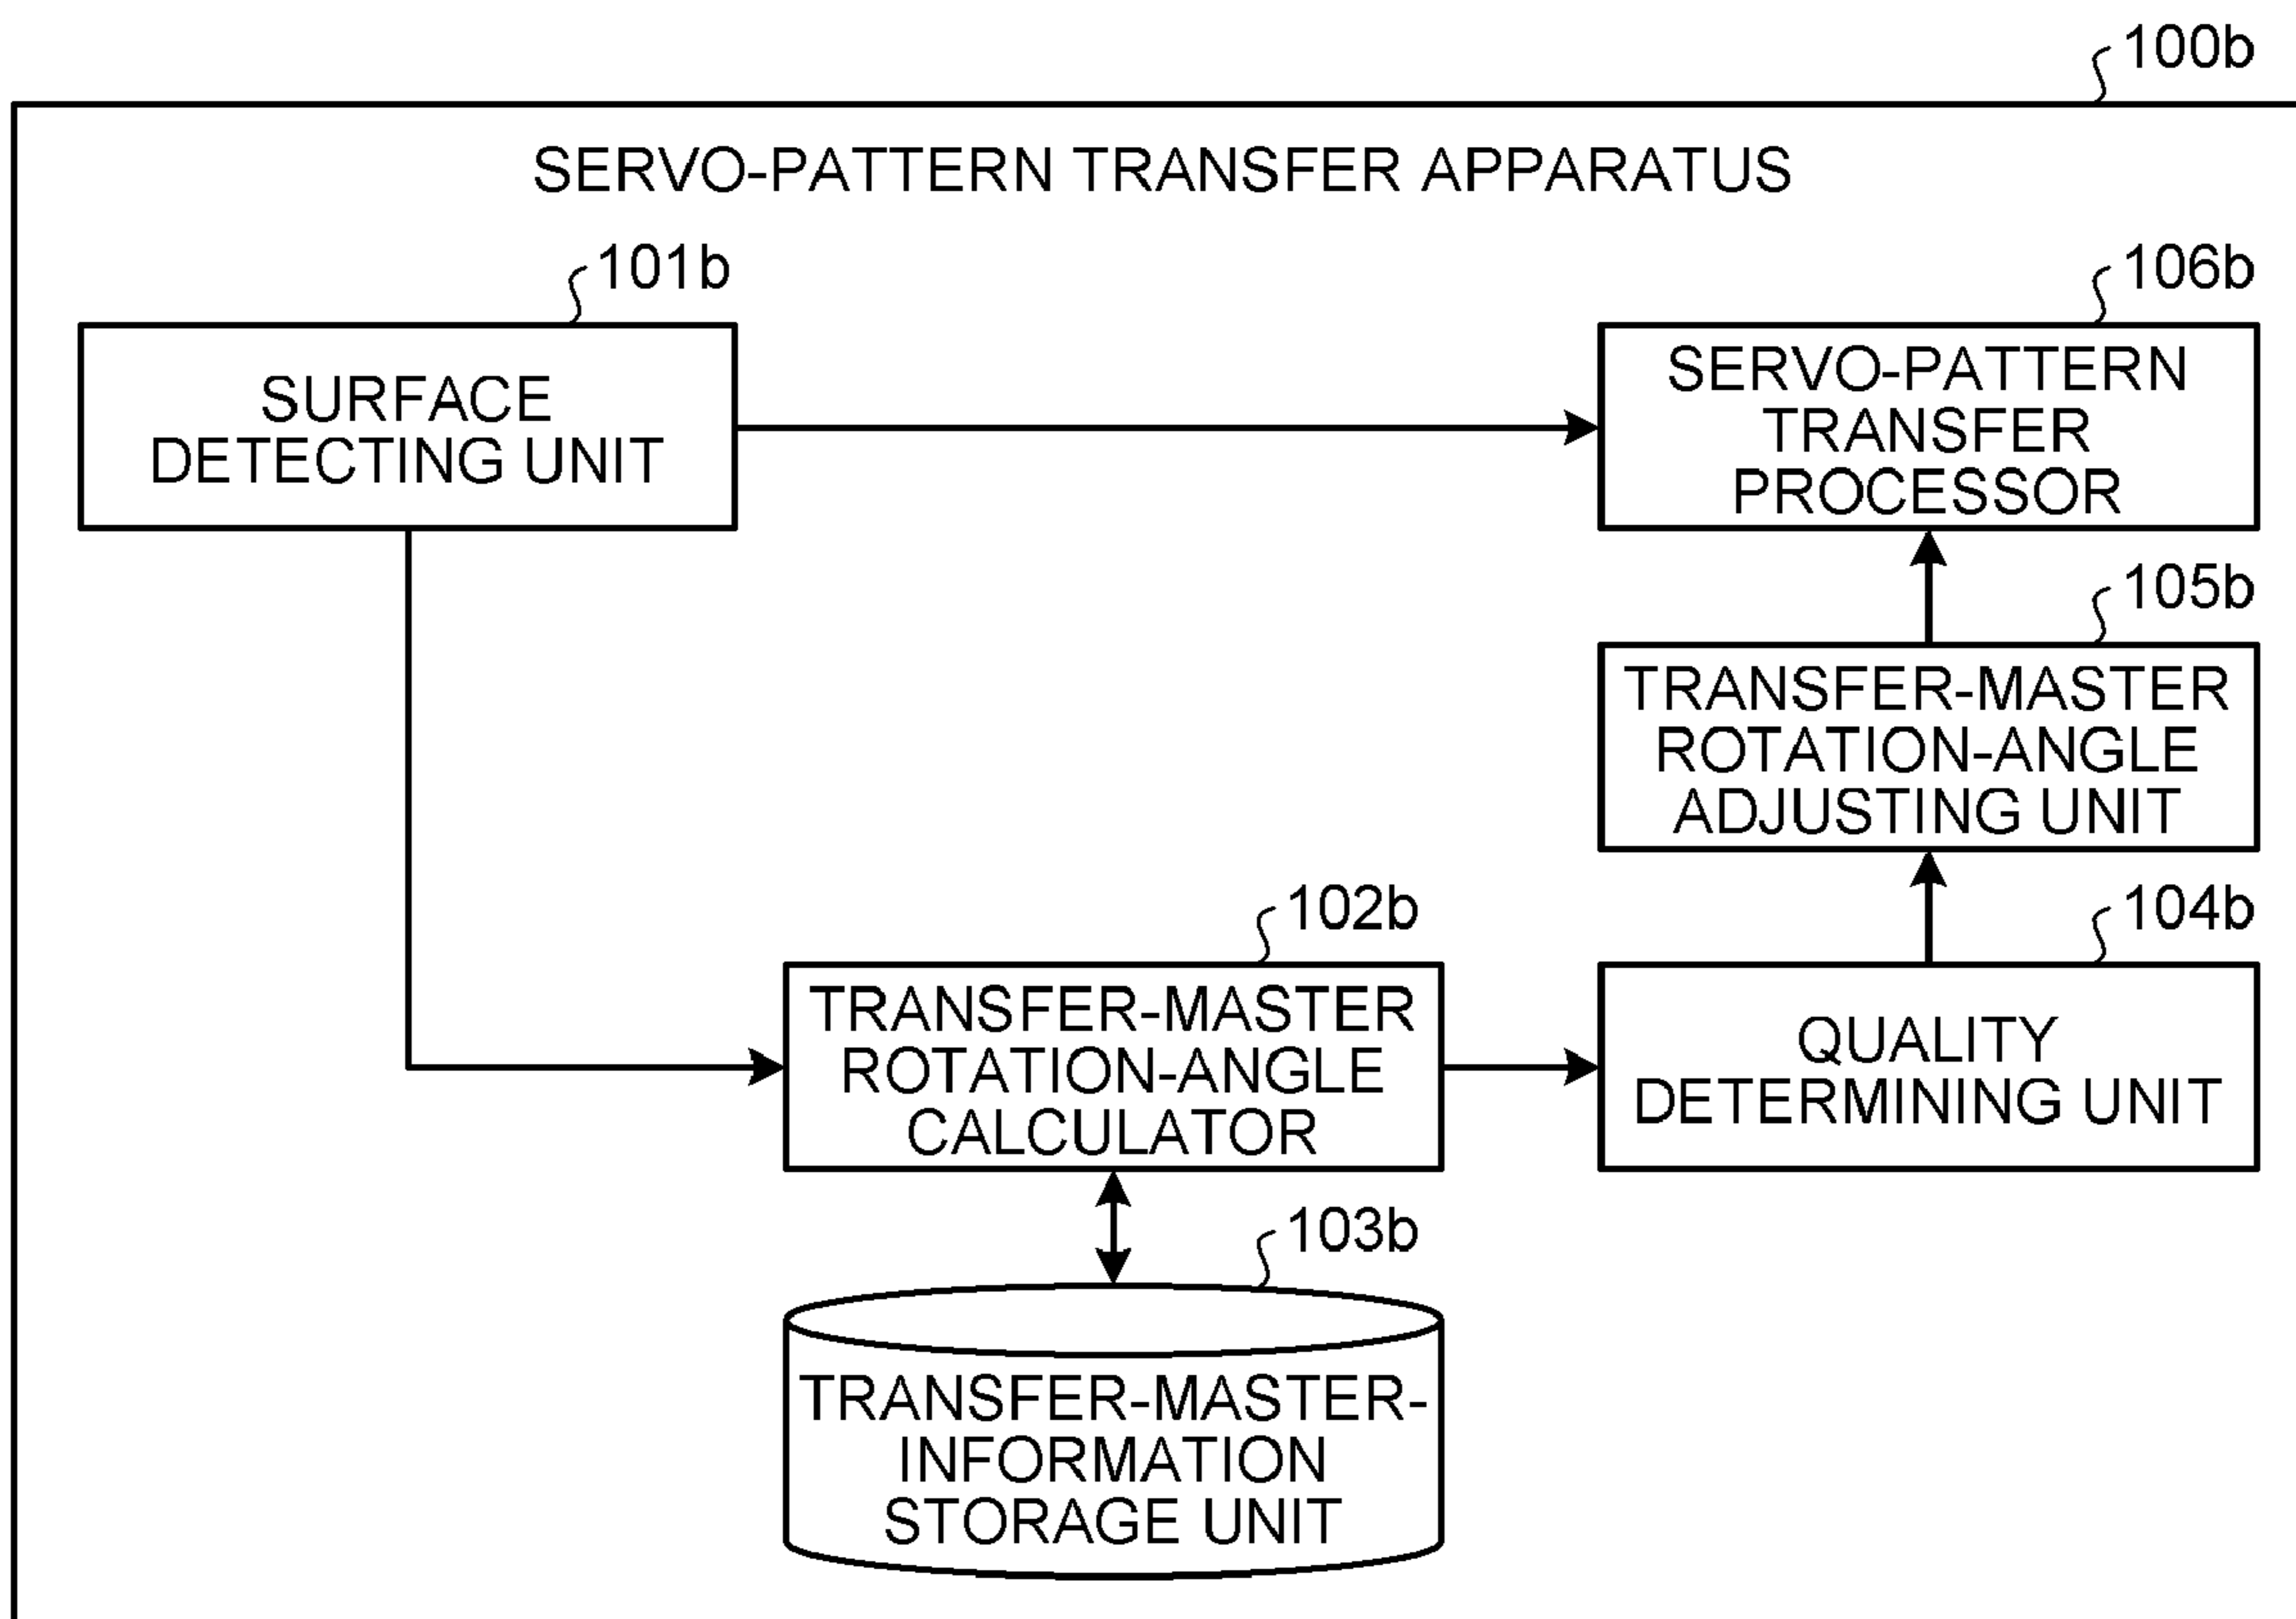 100b
SERVO-PATTERN TRANSFER APPARATUS
101b
SURFACE
DETECTING UNIT
106b
SERVO-PATTERN
TRANSFER
PROCESSOR
105b
TRANSFER-MASTER
ROTATION-ANGLE
ADJUSTING UNIT
102b
TRANSFER-MASTER
ROTATION-ANGLE
CALCULATOR
104b
QUALITY
DETERMINING UNIT
103b
TRANSFER-MASTER-
INFORMATION
STORAGE UNIT